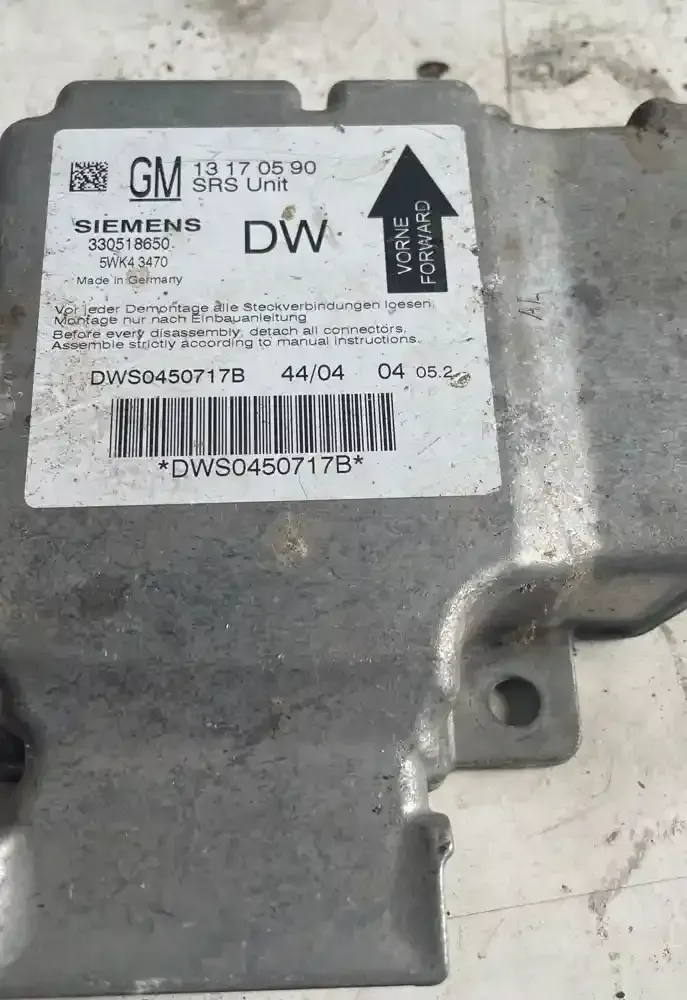 GM 13 17 05 90
SRS Unit
SIEMENS
330518650
5WK4 3470
Made in Germany
DW
VORNE
FORWARD
Vor jeder Demontage alle Steckverbindungen loesen.
Montage nur nach Einbauanleitung
Before every disassembly, detach all connectors.
Assemble strictly according to manual instructions.
DWS0450717B 44/04 04 05.2
*DWS0450717B*
AL